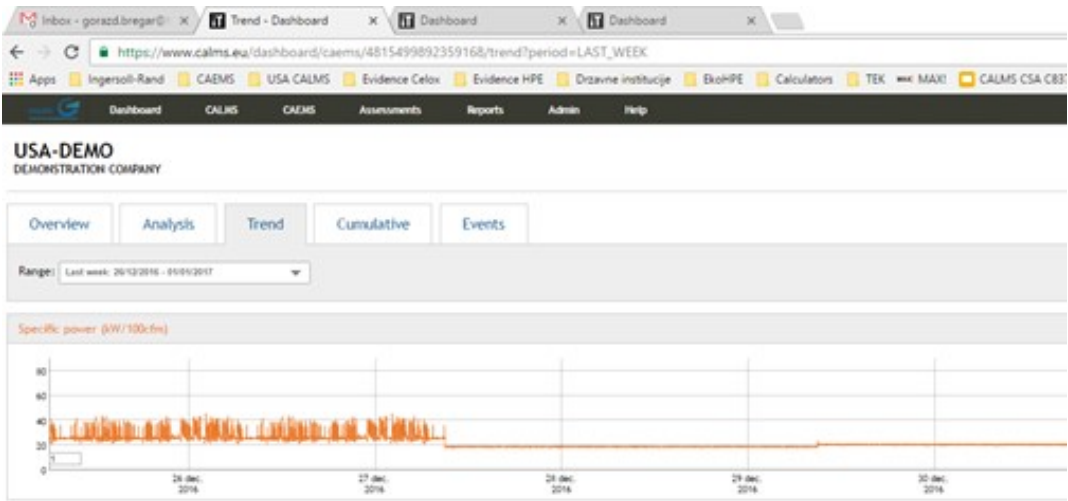 Inbox - gorazd.bregar@ Trend - Dashboard Dashboard Dashboard
https://www.calms.eu/dashboard/caems/4815499892359168/trend?period=LAST_WEEK
Apps Ingersoll-Rand CAEMS USA CALMS Evidence Celox Evidence HPE Drzavne institucije EkoHPE Calculators TEK MAX! CALMS CSA C837
Dashboard CALMS CAEMS Assessments Reports Admin Help
USA-DEMO
DEMONSTRATION COMPANY
Overview Analysis Trend Cumulative Events
Range: Last week: 26/12/2016 - 01/01/2017
Specific power (kW/100cfm)
80
60
40
20
1
0
26 dec. 27 dec. 28 dec. 29 dec. 30 dec.
2016 2016 2016 2016 2016